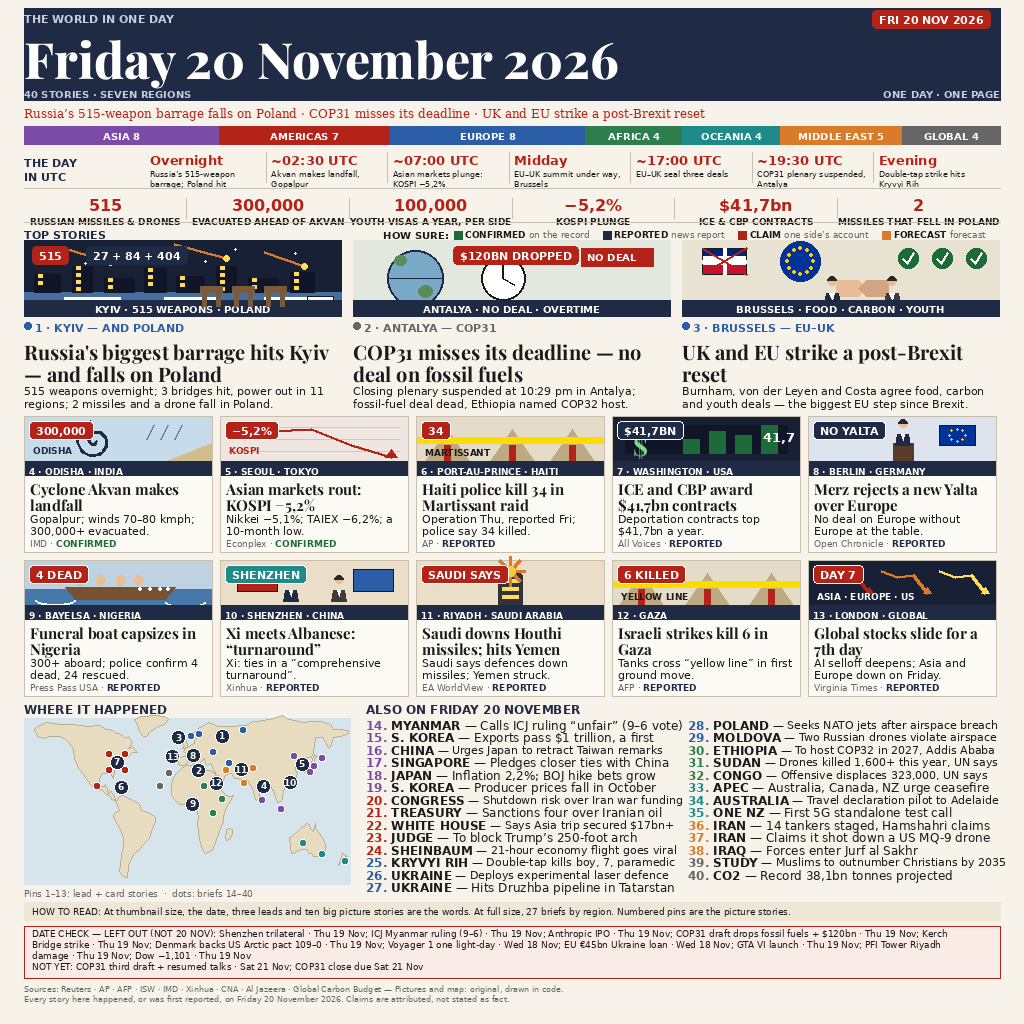 THE WORLD IN ONE DAY
FRI 20 NOV 2026
Friday 20 November 2026
40 STORIES · SEVEN REGIONS
ONE DAY · ONE PAGE
Russia’s 515-weapon barrage falls on Poland · COP31 misses its deadline · UK and EU strike a post-Brexit reset
ASIA 8
AMERICAS 7
EUROPE 8
AFRICA 4
OCEANIA 4
MIDDLE EAST 5
GLOBAL 4
THE DAY
IN UTC
Overnight
Russia’s 515-weapon
barrage; Poland hit
~02:30 UTC
Akvan makes landfall,
Gopalpur
~07:00 UTC
Asian markets plunge:
KOSPI −5,2%
Midday
EU–UK summit under way,
Brussels
~17:00 UTC
EU–UK seal three deals
~19:30 UTC
COP31 plenary suspended,
Antalya
Evening
Double-tap strike hits
Kryvyi Rih
515
RUSSIAN MISSILES & DRONES
300,000
EVACUATED AHEAD OF AKVAN
100,000
YOUTH VISAS A YEAR, PER SIDE
−5,2%
KOSPI PLUNGE
$41,7bn
ICE & CBP CONTRACTS
2
MISSILES THAT FELL IN POLAND
TOP STORIES
HOW SURE:
CONFIRMED on the record
REPORTED news report
CLAIM one side’s account
FORECAST forecast
515
27 + 84 + 404
KYIV · 515 WEAPONS · POLAND
1 · KYIV — AND POLAND
Russia's biggest barrage hits Kyiv
— and falls on Poland
515 weapons overnight; 3 bridges hit, power out in 11
regions; 2 missiles and a drone fall in Poland.
$120BN DROPPED
NO DEAL
ANTALYA · NO DEAL · OVERTIME
2 · ANTALYA — COP31
COP31 misses its deadline — no
deal on fossil fuels
Closing plenary suspended at 10:29 pm in Antalya;
fossil-fuel deal dead, Ethiopia named COP32 host.
BRUSSELS · FOOD · CARBON · YOUTH
3 · BRUSSELS — EU–UK
UK and EU strike a post-Brexit
reset
Burnham, von der Leyen and Costa agree food, carbon
and youth deals — the biggest EU step since Brexit.
300,000
ODISHA
4 · ODISHA · INDIA
Cyclone Akvan makes
landfall
Gopalpur; winds 70–80 kmph;
300,000+ evacuated.
IMD · CONFIRMED
−5,2%
KOSPI
5 · SEOUL · TOKYO
Asian markets rout:
KOSPI −5,2%
Nikkei −5,1%; TAIEX −6,2%; a
10-month low.
Econplex · CONFIRMED
34
MARTISSANT
6 · PORT-AU-PRINCE · HAITI
Haiti police kill 34 in
Martissant raid
Operation Thu, reported Fri;
police say 34 killed.
AP · REPORTED
$41,7BN
$
41,7
7 · WASHINGTON · USA
ICE and CBP award
$41,7bn contracts
Deportation contracts top
$41,7bn a year.
All Voices · REPORTED
NO YALTA
8 · BERLIN · GERMANY
Merz rejects a new Yalta
over Europe
No deal on Europe without
Europe at the table.
Open Chronicle · REPORTED
4 DEAD
9 · BAYELSA · NIGERIA
Funeral boat capsizes in
Nigeria
300+ aboard; police confirm 4
dead, 24 rescued.
Press Pass USA · REPORTED
SHENZHEN
10 · SHENZHEN · CHINA
Xi meets Albanese:
“turnaround”
Xi: ties in a “comprehensive
turnaround”.
Xinhua · REPORTED
SAUDI SAYS
11 · RIYADH · SAUDI ARABIA
Saudi downs Houthi
missiles; hits Yemen
Saudi says defences down
missiles; Yemen struck.
EA WorldView · REPORTED
6 KILLED
YELLOW LINE
12 · GAZA
Israeli strikes kill 6 in
Gaza
Tanks cross “yellow line” in first
ground move.
AFP · REPORTED
DAY 7
ASIA · EUROPE · US
13 · LONDON · GLOBAL
Global stocks slide for a
7th day
AI selloff deepens; Asia and
Europe down on Friday.
Virginia Times · REPORTED
WHERE IT HAPPENED
3
1
13
8
7
2
11
5
12
6
4
10
9
Pins 1–13: lead + card stories · dots: briefs 14–40
ALSO ON FRIDAY 20 NOVEMBER
14. MYANMAR — Calls ICJ ruling “unfair” (9–6 vote)
15. S. KOREA — Exports pass $1 trillion, a first
16. CHINA — Urges Japan to retract Taiwan remarks
17. SINGAPORE — Pledges closer ties with China
18. JAPAN — Inflation 2,2%; BOJ hike bets grow
19. S. KOREA — Producer prices fall in October
20. CONGRESS — Shutdown risk over Iran war funding
21. TREASURY — Sanctions four over Iranian oil
22. WHITE HOUSE — Says Asia trip secured $17bn+
23. JUDGE — To block Trump’s 250-foot arch
24. SHEINBAUM — 21-hour economy flight goes viral
25. KRYVYI RIH — Double-tap kills boy, 7, paramedic
26. UKRAINE — Deploys experimental laser defence
27. UKRAINE — Hits Druzhba pipeline in Tatarstan
28. POLAND — Seeks NATO jets after airspace breach
29. MOLDOVA — Two Russian drones violate airspace
30. ETHIOPIA — To host COP32 in 2027, Addis Ababa
31. SUDAN — Drones killed 1,600+ this year, UN says
32. CONGO — Offensive displaces 323,000, UN says
33. APEC — Australia, Canada, NZ urge ceasefire
34. AUSTRALIA — Travel declaration pilot to Adelaide
35. ONE NZ — First 5G standalone test call
36. IRAN — 14 tankers staged, Hamshahri claims
37. IRAN — Claims it shot down a US MQ-9 drone
38. IRAQ — Forces enter Jurf al Sakhr
39. STUDY — Muslims to outnumber Christians by 2035
40. CO2 — Record 38,1bn tonnes projected
HOW TO READ: At thumbnail size, the date, three leads and ten big picture stories are the words. At full size, 27 briefs by region. Numbered pins are the picture stories.
DATE CHECK — LEFT OUT (NOT 20 NOV): Shenzhen trilateral · Thu 19 Nov; ICJ Myanmar ruling (9–6) · Thu 19 Nov; Anthropic IPO · Thu 19 Nov; COP31 draft drops fossil fuels + $120bn · Thu 19 Nov; Kerch
Bridge strike · Thu 19 Nov; Denmark backs US Arctic pact 109–0 · Thu 19 Nov; Voyager 1 one light-day · Wed 18 Nov; EU €45bn Ukraine loan · Wed 18 Nov; GTA VI launch · Thu 19 Nov; PFI Tower Riyadh
damage · Thu 19 Nov; Dow −1,101 · Thu 19 Nov
NOT YET: COP31 third draft + resumed talks · Sat 21 Nov; COP31 close due Sat 21 Nov
Sources: Reuters · AP · AFP · ISW · IMD · Xinhua · CNA · Al Jazeera · Global Carbon Budget — Pictures and map: original, drawn in code.
Every story here happened, or was first reported, on Friday 20 November 2026. Claims are attributed, not stated as fact.